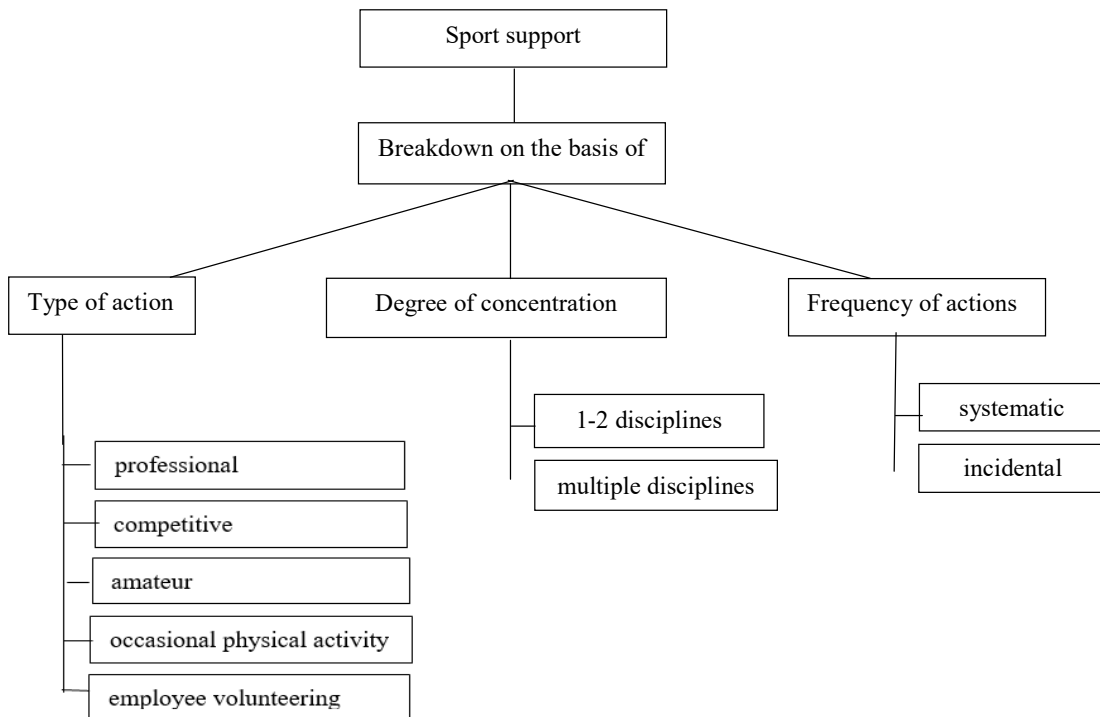 Sport support
Breakdown on the basis of
Type of action
Degree of concentration
Frequency of actions
professional
competitive
amateur
occasional physical activity
employee volunteering
1-2 disciplines
multiple disciplines
systematic
incidental